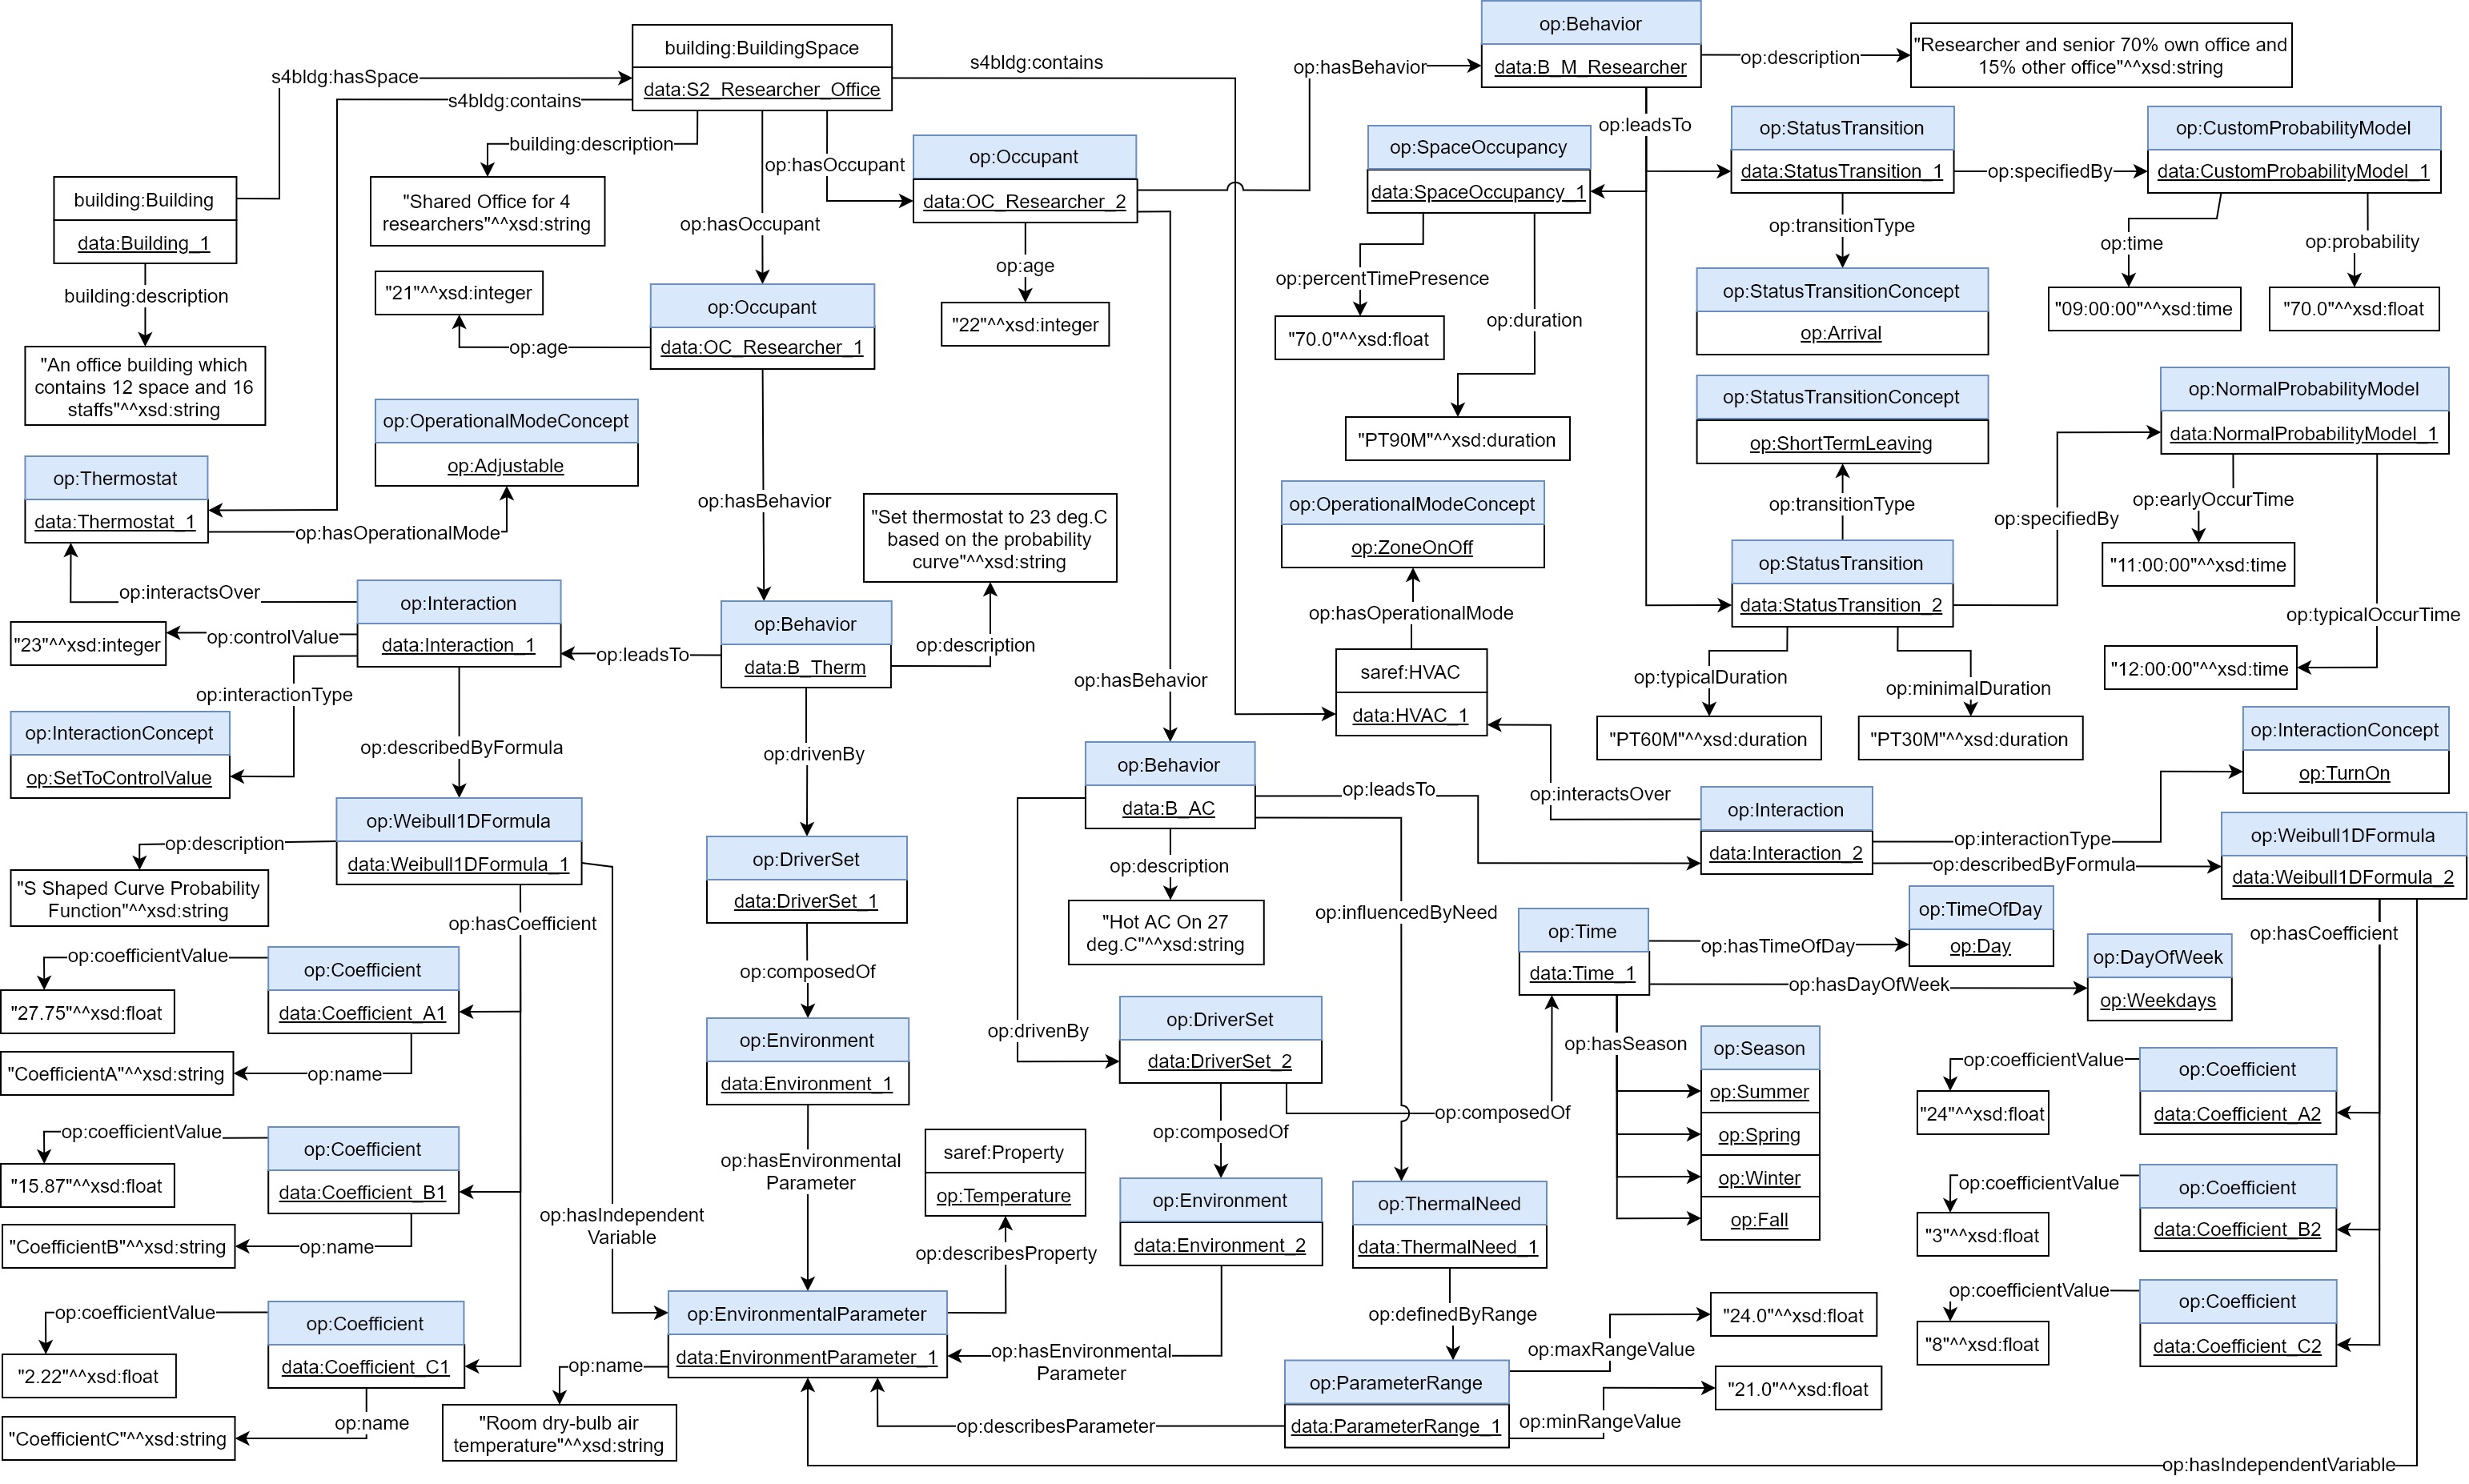 building:BuildingSpace
data:S2_Researcher_Office
s4bldg:hasSpace
s4bldg:contains
s4bldg:contains
building:description
"Shared Office for 4
researchers"^^xsd:string
op:hasOccupant
op:hasOccupant
building:Building
data:Building_1
building:description
"An office building which
contains 12 space and 16
staffs"^^xsd:string
op:Occupant
data:OC_Researcher_2
op:age
"22"^^xsd:integer
op:Occupant
data:OC_Researcher_1
op:age
"21"^^xsd:integer
op:hasBehavior
op:Behavior
data:B_M_Researcher
op:description
"Researcher and senior 70% own office and
15% other office"^^xsd:string
op:leadsTo
op:SpaceOccupancy
data:SpaceOccupancy_1
op:percentTimePresence
"70.0"^^xsd:float
op:duration
"PT90M"^^xsd:duration
op:StatusTransition
data:StatusTransition_1
op:specifiedBy
op:CustomProbabilityModel
data:CustomProbabilityModel_1
op:time
op:probability
"09:00:00"^^xsd:time
"70.0"^^xsd:float
op:transitionType
op:StatusTransitionConcept
op:Arrival
op:StatusTransitionConcept
op:ShortTermLeaving
op:transitionType
op:StatusTransition
data:StatusTransition_2
op:specifiedBy
op:NormalProbabilityModel
data:NormalProbabilityModel_1
op:earlyOccurTime
"11:00:00"^^xsd:time
op:typicalOccurTime
"12:00:00"^^xsd:time
op:typicalDuration
op:minimalDuration
"PT60M"^^xsd:duration
"PT30M"^^xsd:duration
op:OperationalModeConcept
op:Adjustable
op:Thermostat
data:Thermostat_1
op:hasOperationalMode
op:interactsOver
op:Interaction
data:Interaction_1
op:controlValue
"23"^^xsd:integer
op:interactionType
op:InteractionConcept
op:SetToControlValue
op:leadsTo
op:hasBehavior
op:Behavior
data:B_Therm
op:description
"Set thermostat to 23 deg.C
based on the probability
curve"^^xsd:string
op:OperationalModeConcept
op:ZoneOnOff
op:hasOperationalMode
saref:HVAC
data:HVAC_1
op:hasBehavior
op:Behavior
data:B_AC
op:leadsTo
op:interactsOver
op:description
"Hot AC On 27
deg.C"^^xsd:string
op:influencedByNeed
op:Interaction
data:Interaction_2
op:interactionType
op:InteractionConcept
op:TurnOn
op:describedByFormula
op:Weibull1DFormula
data:Weibull1DFormula_2
op:describedByFormula
op:Weibull1DFormula
data:Weibull1DFormula_1
op:description
"S Shaped Curve Probability
Function"^^xsd:string
op:hasCoefficient
op:coefficientValue
op:Coefficient
data:Coefficient_A1
"27.75"^^xsd:float
"CoefficientA"^^xsd:string
op:name
op:coefficientValue
op:Coefficient
data:Coefficient_B1
"15.87"^^xsd:float
"CoefficientB"^^xsd:string
op:name
op:coefficientValue
op:Coefficient
data:Coefficient_C1
"2.22"^^xsd:float
op:name
"CoefficientC"^^xsd:string
op:hasIndependent
Variable
op:drivenBy
op:DriverSet
data:DriverSet_1
op:composedOf
op:Environment
data:Environment_1
op:hasEnvironmental
Parameter
op:EnvironmentalParameter
data:EnvironmentParameter_1
op:name
"Room dry-bulb air
temperature"^^xsd:string
saref:Property
op:Temperature
op:describesProperty
op:drivenBy
op:DriverSet
data:DriverSet_2
op:composedOf
op:composedOf
op:Environment
data:Environment_2
op:hasEnvironmental
Parameter
op:ThermalNeed
data:ThermalNeed_1
op:definedByRange
op:ParameterRange
data:ParameterRange_1
op:describesParameter
op:maxRangeValue
"24.0"^^xsd:float
op:minRangeValue
"21.0"^^xsd:float
op:Time
data:Time_1
op:hasTimeOfDay
op:TimeOfDay
op:Day
op:hasDayOfWeek
op:DayOfWeek
op:Weekdays
op:hasSeason
op:Season
op:Summer
op:Spring
op:Winter
op:Fall
op:hasCoefficient
op:coefficientValue
op:Coefficient
data:Coefficient_A2
"24"^^xsd:float
op:coefficientValue
op:Coefficient
data:Coefficient_B2
"3"^^xsd:float
op:coefficientValue
op:Coefficient
data:Coefficient_C2
"8"^^xsd:float
op:hasIndependentVariable